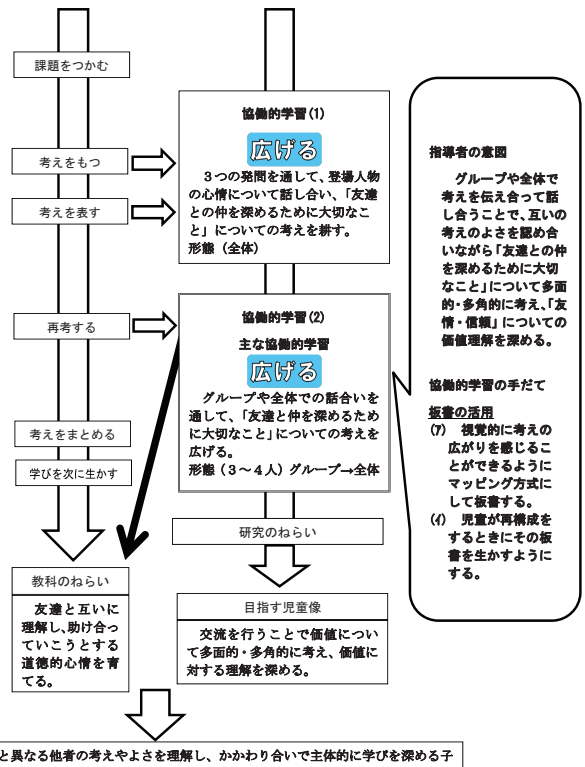 課題をつかむ
考えをもつ
考えを表す
再考する
考えをまとめる
学びを次に生かす
教科のねらい
友達と互いに
理解し、助け合っ
ていこうとする
道徳的心情を育
てる。
協働的学習(1)
広げる
3つの発問を通して、登場人物
の心情について話し合い、「友達
との仲を深めるために大切なこ
と」についての考えを耕す。
形態（全体）
協働的学習(2)
主な協働的学習
広げる
グループや全体での話合いを
通して、「友達と仲を深めるため
に大切なこと」についての考えを
広げる。
形態（3～4人）グループ→全体
研究のねらい
目指す児童像
交流を行うことで価値につい
て多面的・多角的に考え、価値に
対する理解を深める。
指導者の意図
グループや全体で
考えを伝え合って話
し合うことで、互いの
考えのよさを認め合
いながら「友達との仲
を深めるために大切
なこと」について多面
的・多角的に考え、「友
情・信頼」についての
価値理解を深める。
協働的学習の手だて
板書の活用
(ｱ) 視覚的に考えの
広がりを感じるこ
とができるように
マッピング方式に
して板書する。
(ｲ) 児童が再構成を
するときにその板
書を生かすように
する。
と異なる他者の考えやよさを理解し、かかわり合いで主体的に学びを深める子